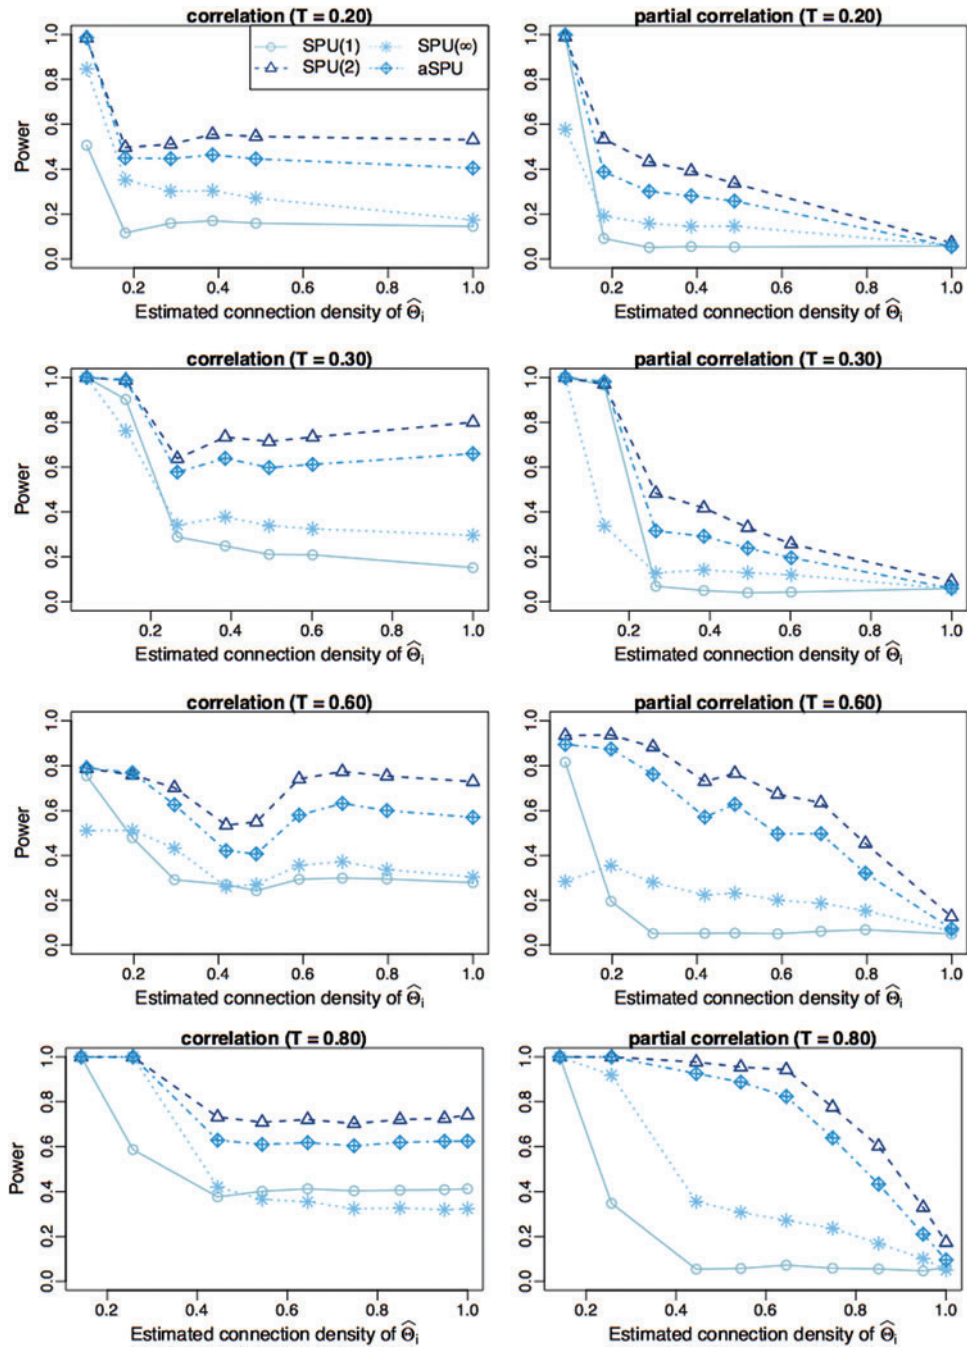 correlation (T = 0.20)
SPU(1)
SPU(∞)
SPU(2)
aSPU
Power
0.0 0.2 0.4 0.6 0.8 1.0
0.2 0.4 0.6 0.8 1.0
Estimated connection density of Θ̂i
partial correlation (T = 0.20)
0.0 0.2 0.4 0.6 0.8 1.0
0.2 0.4 0.6 0.8 1.0
Estimated connection density of Θ̂i
correlation (T = 0.30)
Power
0.0 0.2 0.4 0.6 0.8 1.0
0.2 0.4 0.6 0.8 1.0
Estimated connection density of Θ̂i
partial correlation (T = 0.30)
0.0 0.2 0.4 0.6 0.8 1.0
0.2 0.4 0.6 0.8 1.0
Estimated connection density of Θ̂i
correlation (T = 0.60)
Power
0.0 0.2 0.4 0.6 0.8 1.0
0.2 0.4 0.6 0.8 1.0
Estimated connection density of Θ̂i
partial correlation (T = 0.60)
0.0 0.2 0.4 0.6 0.8 1.0
0.2 0.4 0.6 0.8 1.0
Estimated connection density of Θ̂i
correlation (T = 0.80)
Power
0.0 0.2 0.4 0.6 0.8 1.0
0.2 0.4 0.6 0.8 1.0
Estimated connection density of Θ̂i
partial correlation (T = 0.80)
0.0 0.2 0.4 0.6 0.8 1.0
0.2 0.4 0.6 0.8 1.0
Estimated connection density of Θ̂i